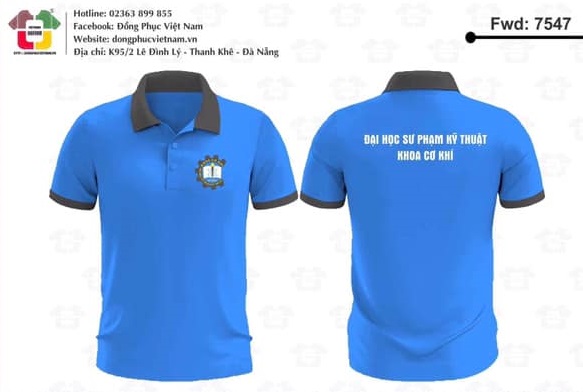 Hotline: 02363 899 855
Facebook: Đồng Phục Việt Nam
Website: dongphucvietnam.vn
Địa chỉ: K95/2 Lê Đình Lý - Thanh Khê - Đà Nẵng
Fwd: 7547
ĐẠI HỌC SƯ PHẠM KỸ THUẬT
KHOA CƠ KHÍ